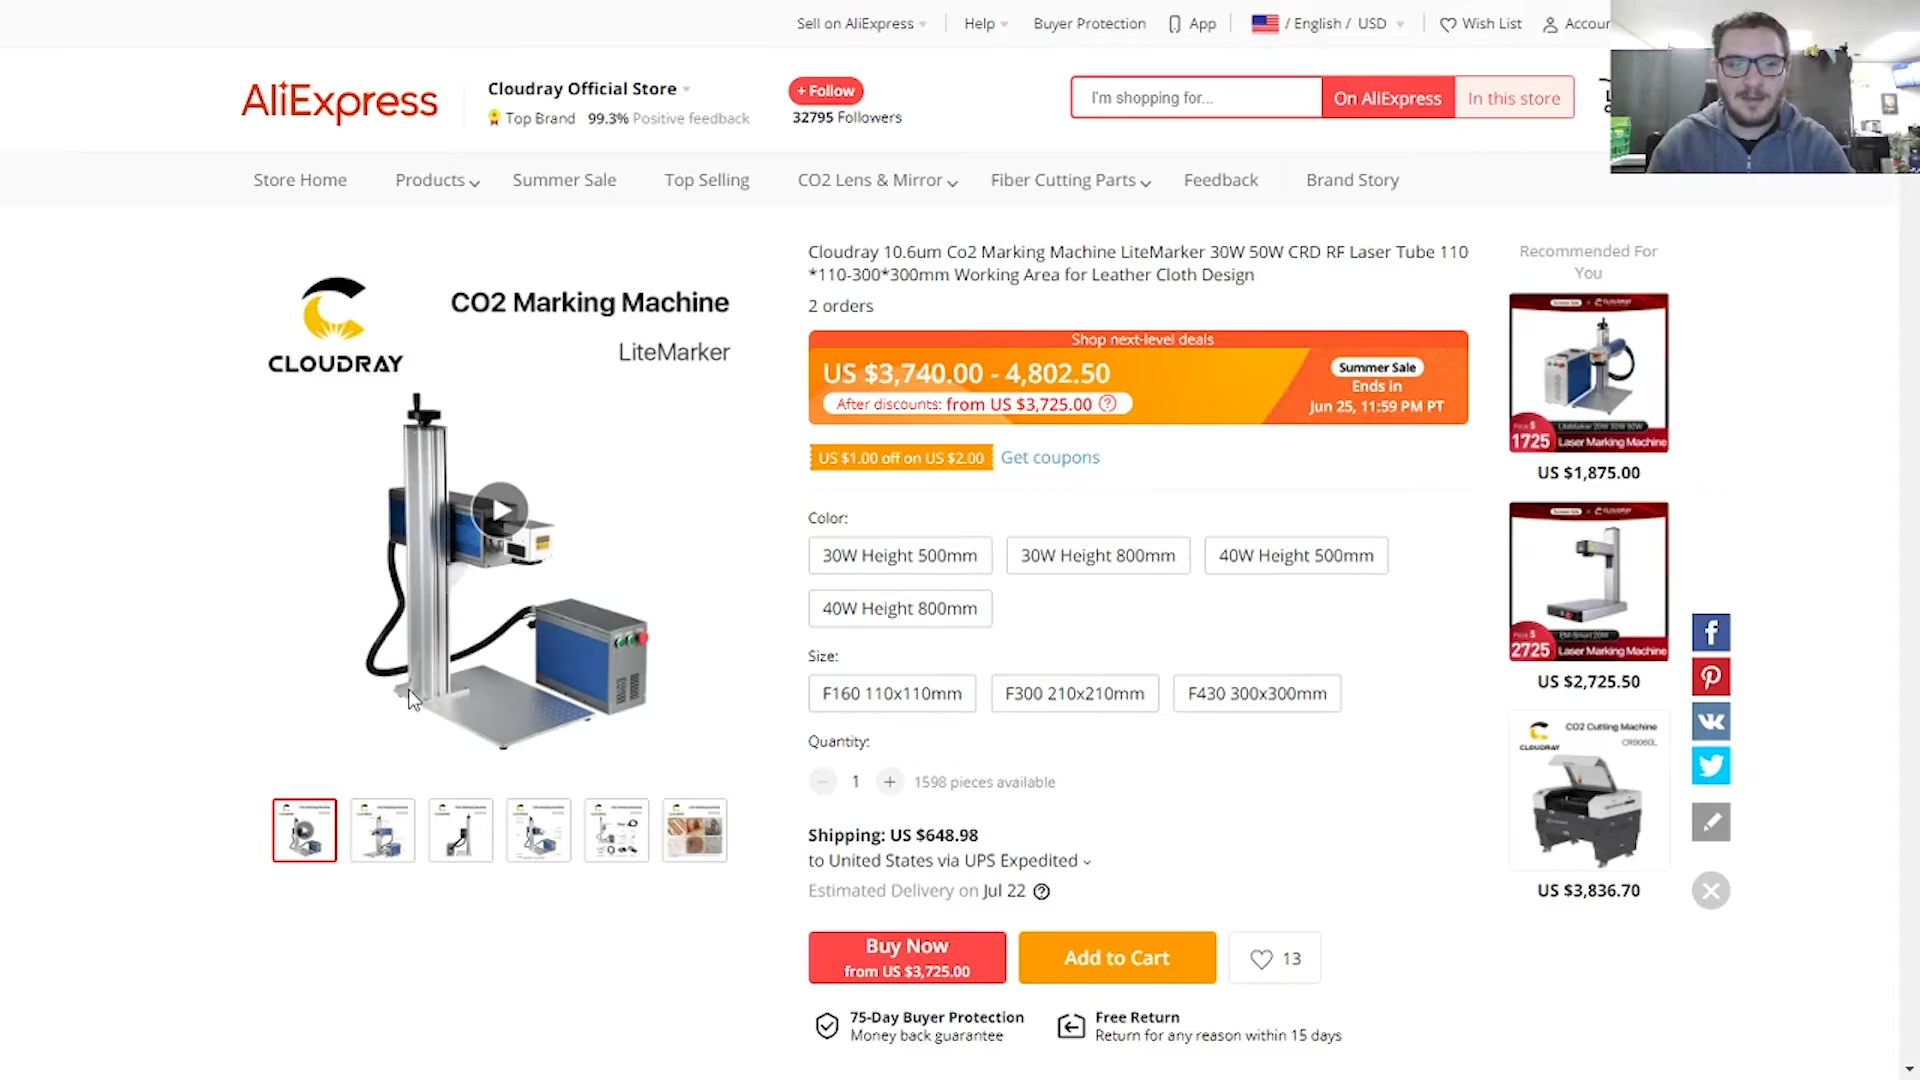 Sell on AliExpress
Help
Buyer Protection
App
/ English / USD
Wish List
Accour
AliExpress
Cloudray Official Store
Top Brand 99.3% Positive feedback
+ Follow
32795 Followers
I'm shopping for...
On AliExpress
In this store
Store Home
Products
Summer Sale
Top Selling
CO2 Lens & Mirror
Fiber Cutting Parts
Feedback
Brand Story
CLOUDRAY
CO2 Marking Machine
LiteMarker
Cloudray 10.6um Co2 Marking Machine LiteMarker 30W 50W CRD RF Laser Tube 110
*110-300*300mm Working Area for Leather Cloth Design
2 orders
Shop next-level deals
US $3,740.00 - 4,802.50
After discounts: from US $3,725.00
Summer Sale
Ends in
Jun 25, 11:59 PM PT
US $1.00 off on US $2.00
Get coupons
Color:
30W Height 500mm
30W Height 800mm
40W Height 500mm
40W Height 800mm
Size:
F160 110x110mm
F300 210x210mm
F430 300x300mm
Quantity:
1
1598 pieces available
Shipping: US $648.98
to United States via UPS Expedited
Estimated Delivery on Jul 22
Buy Now
from US $3,725.00
Add to Cart
13
75-Day Buyer Protection
Money back guarantee
Free Return
Return for any reason within 15 days
Recommended For
You
1725 Laser Marking Machine
US $1,875.00
2725 Laser Marking Machine
US $2,725.50
CLOUDRAY
CO2 Cutting Machine
CR9060L
US $3,836.70